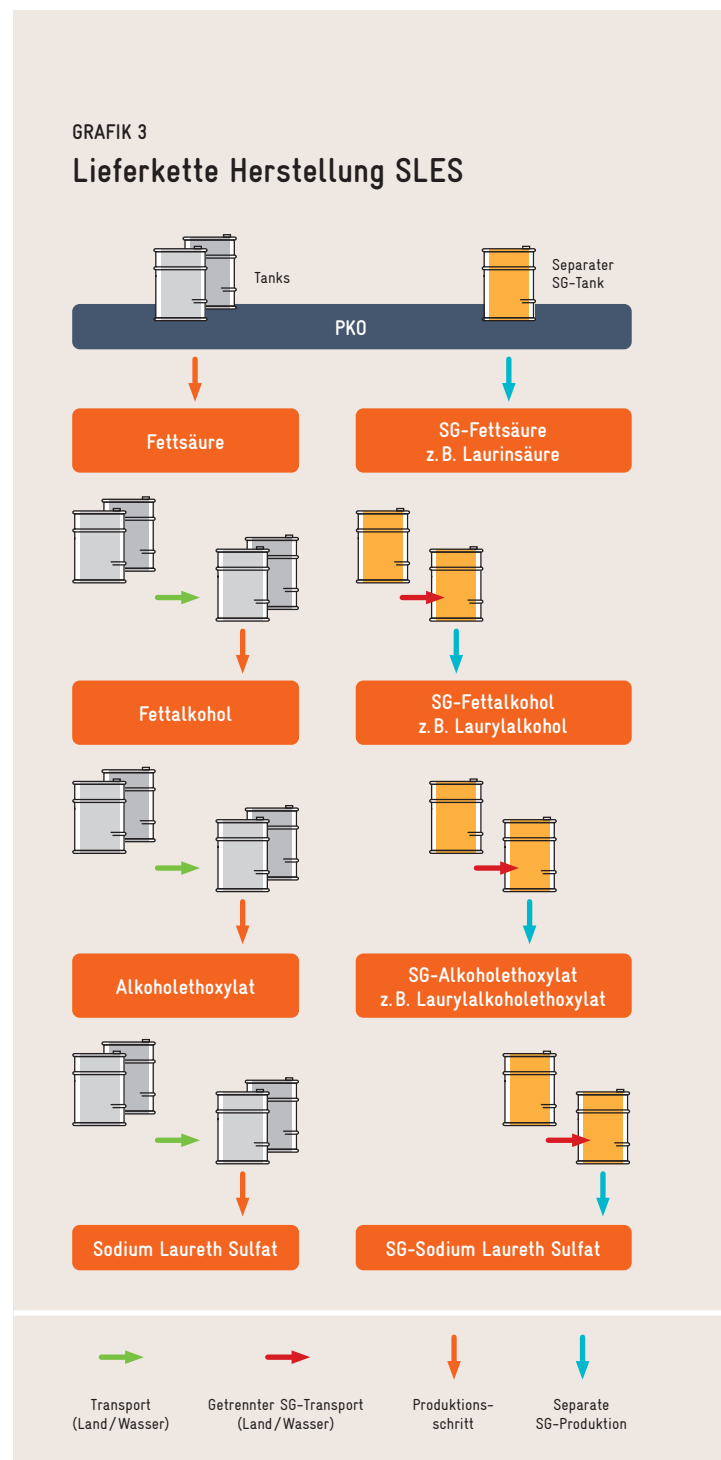 GRAFIK 3
Lieferkette Herstellung SLES
Tanks
Separater
SG-Tank
PKO
Fettsäure
SG-Fettsäure
z. B. Laurinsäure
Fettalkohol
SG-Fettalkohol
z. B. Laurylalkohol
Alkoholethoxylat
SG-Alkoholethoxylat
z. B. Laurylalkoholethoxylat
Sodium Laureth Sulfat
SG-Sodium Laureth Sulfat
Transport
(Land / Wasser)
Getrennter SG-Transport
(Land / Wasser)
Produktions-
schritt
Separate
SG-Produktion